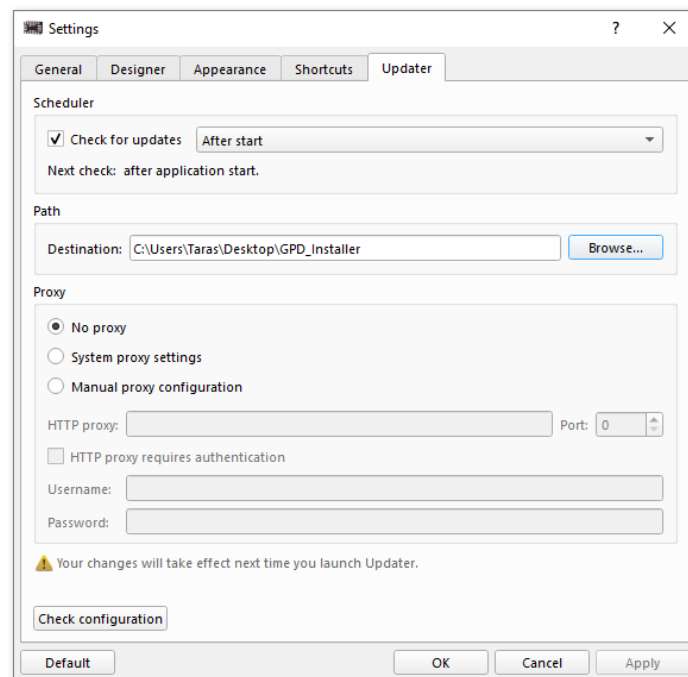 Settings
General Designer Appearance Shortcuts Updater
Scheduler
Check for updates After start
Next check: after application start.
Path
Destination: C:\Users\Taras\Desktop\GPD_Installer Browse...
Proxy
No proxy
System proxy settings
Manual proxy configuration
HTTP proxy: Port: 0
HTTP proxy requires authentication
Username:
Password:
Your changes will take effect next time you launch Updater.
Check configuration
Default OK Cancel Apply